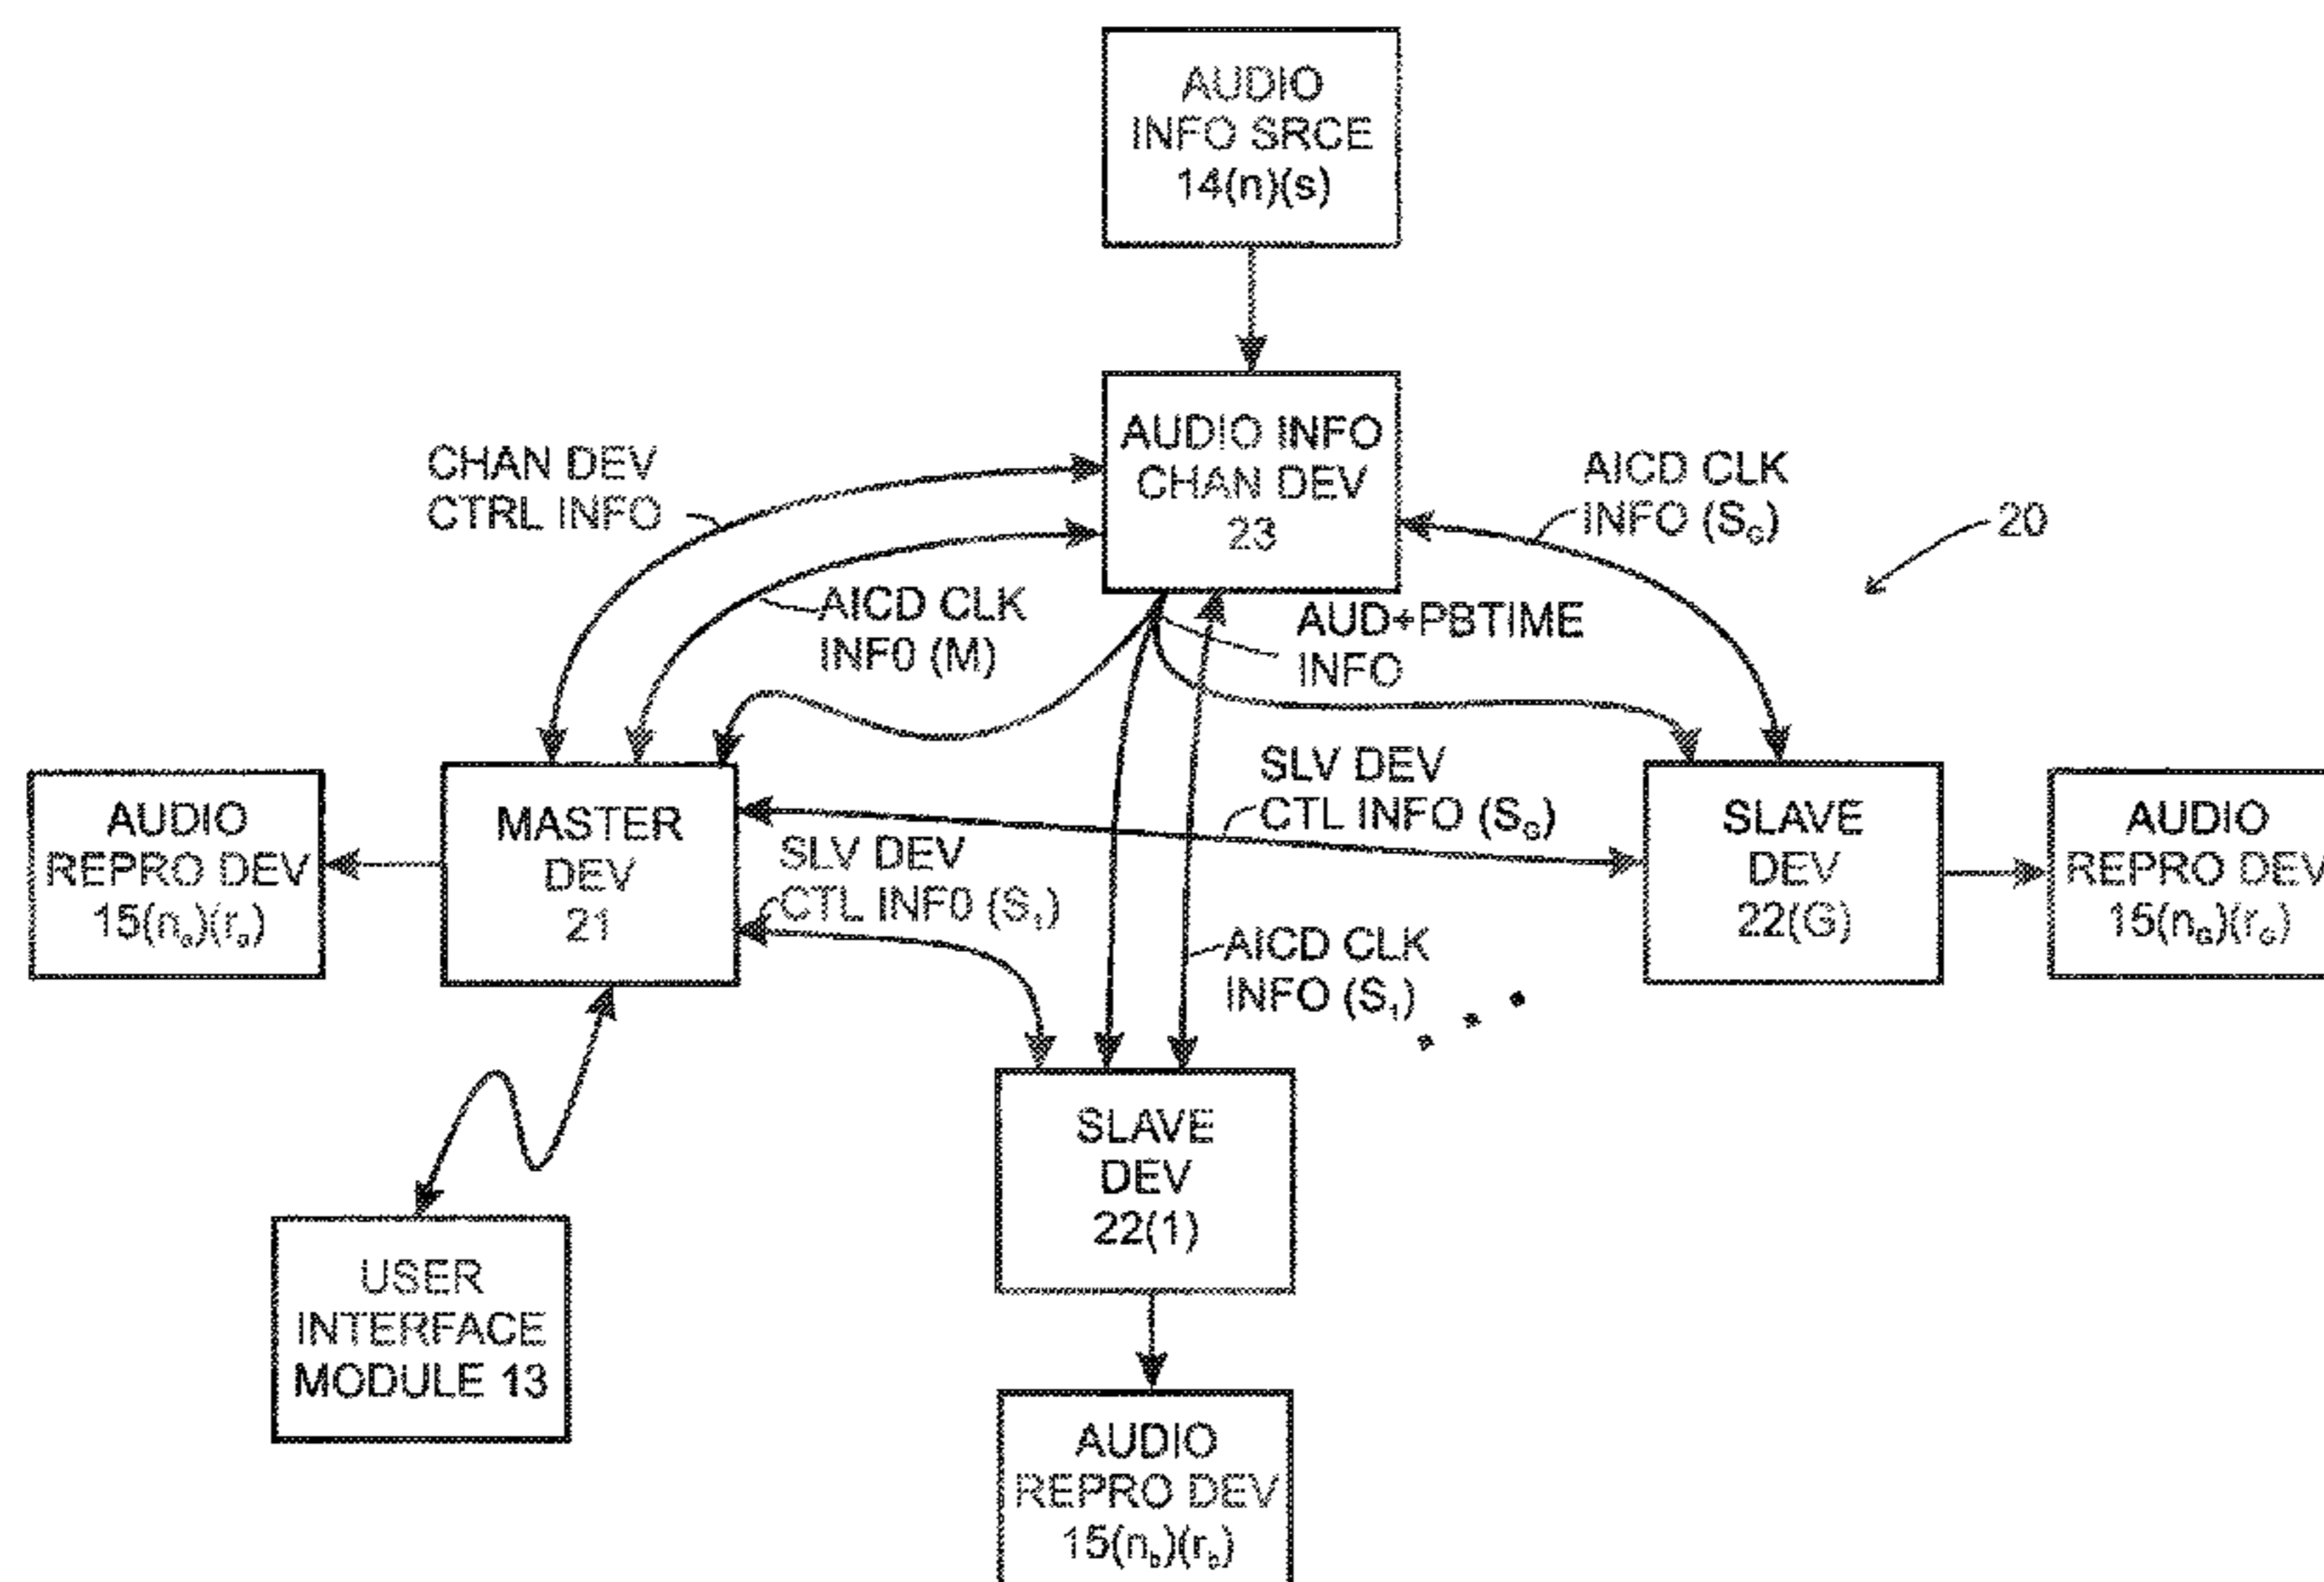 AUDIO
INFO SRCE
14(n)(s)
AUDIO INFO
CHAN DEV
23
CHAN DEV
CTRL INFO
AICD CLK
INFO (S_G)
20
AICD CLK
INF0 (M)
AUD+PBTIME
INFO
SLV DEV
CTL INFO (S_G)
AUDIO
REPRO DEV
15(n_a)(r_a)
MASTER
DEV
21
SLV DEV
CTL INF0 (S_1)
SLAVE
DEV
22(G)
AUDIO
REPRO DEV
15(n_G)(r_G)
AICD CLK
INFO (S_1)
SLAVE
DEV
22(1)
USER
INTERFACE
MODULE 13
AUDIO
REPRO DEV
15(n_b)(r_b)